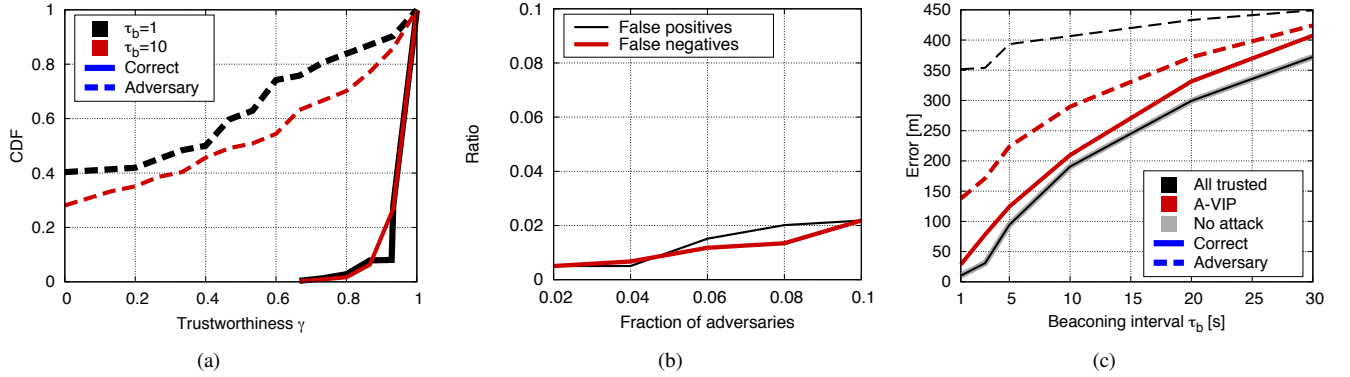 CDF
1
0.8
0.6
0.4
0.2
0
0 0.2 0.4 0.6 0.8 1
Trustworthiness γ
τb=1
τb=10
Correct
Adversary
(a)
Ratio
0.1
0.08
0.06
0.04
0.02
0
0.02 0.04 0.06 0.08 0.1
Fraction of adversaries
False positives
False negatives
(b)
Error [m]
450
400
350
300
250
200
150
100
50
0
1 5 10 15 20 25 30
Beaconing interval τb [s]
All trusted
A-VIP
No attack
Correct
Adversary
(c)